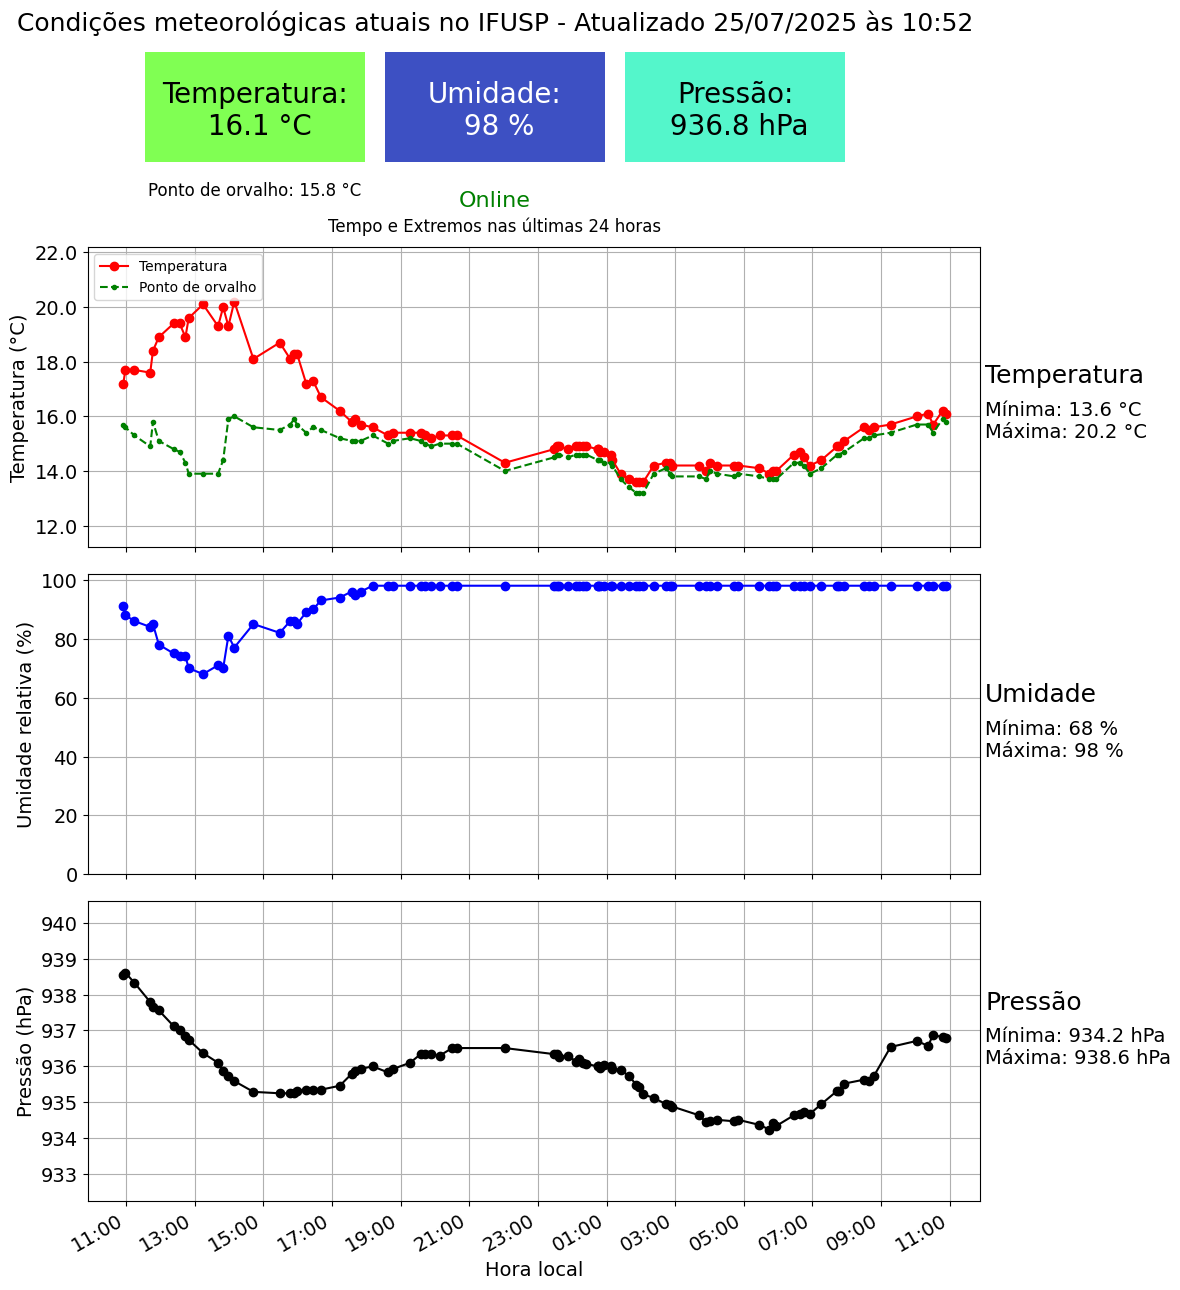 Condições meteorológicas atuais no IFUSP - Atualizado 25/07/2025 às 10:52
Temperatura:
16.1 °C
Umidade:
98 %
Pressão:
936.8 hPa
Ponto de orvalho: 15.8 °C
Online
Tempo e Extremos nas últimas 24 horas
Temperatura (°C)
22.0
20.0
18.0
16.0
14.0
12.0
Temperatura
Ponto de orvalho
Temperatura
Mínima: 13.6 °C
Máxima: 20.2 °C
Umidade relativa (%)
100
80
60
40
20
0
Umidade
Mínima: 68 %
Máxima: 98 %
Pressão (hPa)
940
939
938
937
936
935
934
933
Pressão
Mínima: 934.2 hPa
Máxima: 938.6 hPa
11:00
13:00
15:00
17:00
19:00
21:00
23:00
01:00
03:00
05:00
07:00
09:00
11:00
Hora local